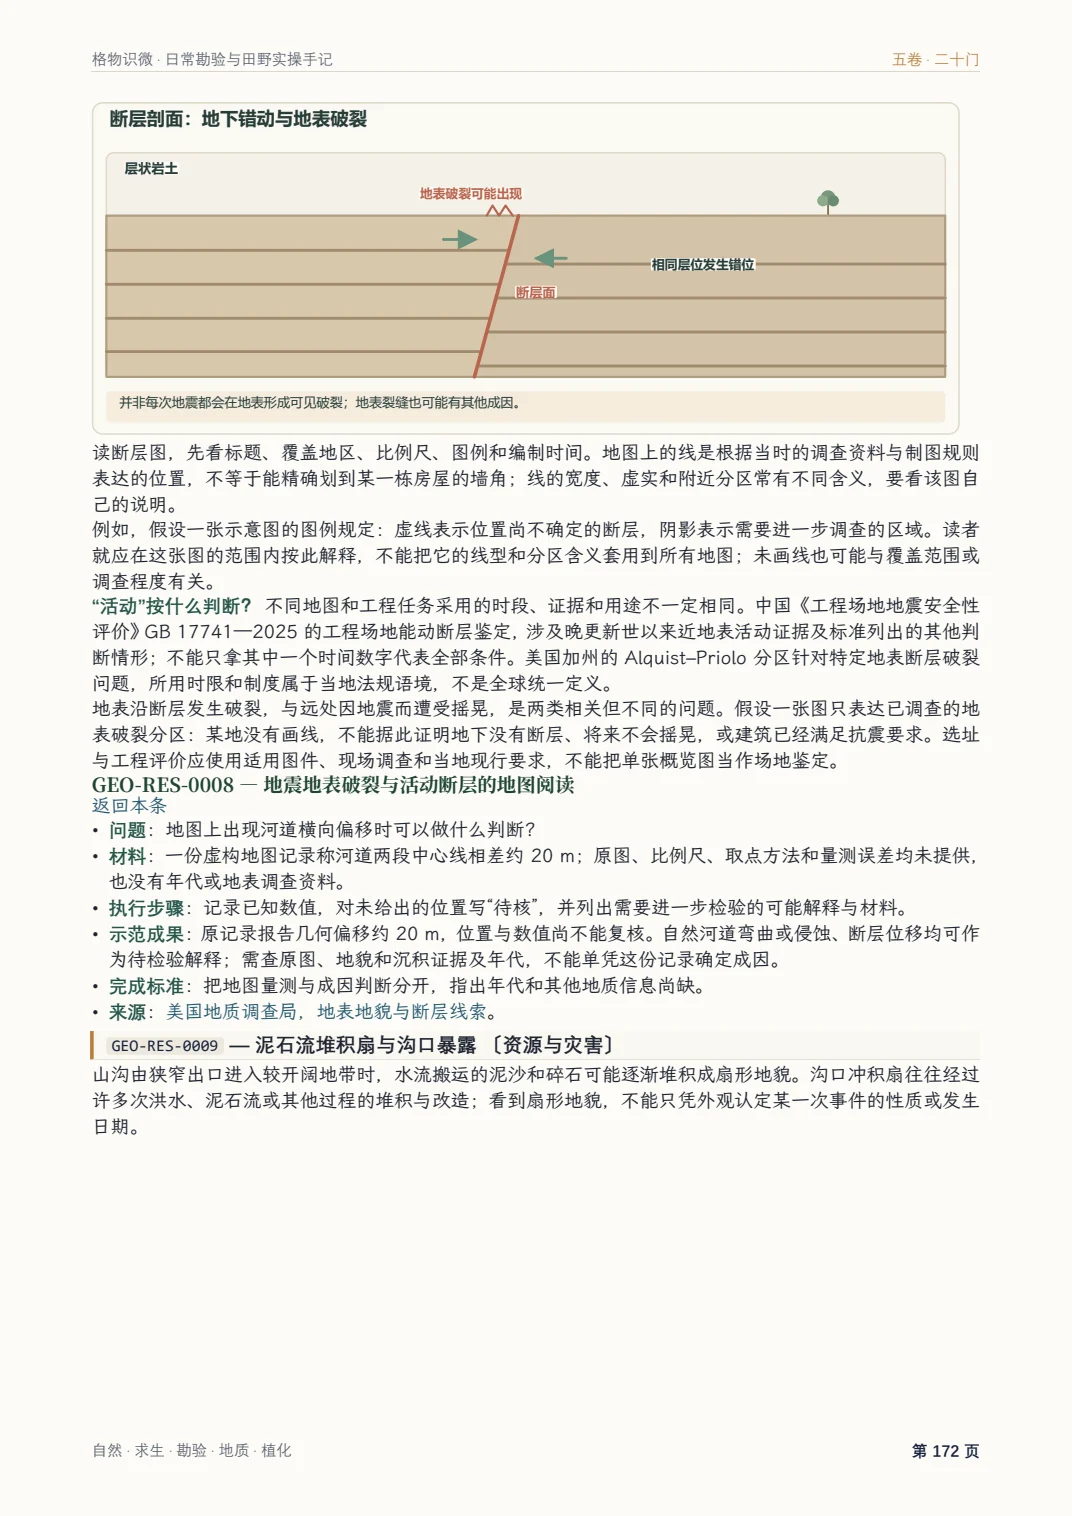 格物识微 · 日常勘验与田野实操手记
五卷 · 二十门
断层剖面：地下错动与地表破裂
层状岩土
地表破裂可能出现
相同层位发生错位
断层面
并非每次地震都会在地表形成可见破裂；地表裂缝也可能有其他成因。
读断层图，先看标题、覆盖地区、比例尺、图例和编制时间。地图上的线是根据当时的调查资料与制图规则
表达的位置，不等于能精确划到某一栋房屋的墙角；线的宽度、虚实和附近分区常有不同含义，要看该图自
己的说明。
例如，假设一张示意图的图例规定：虚线表示位置尚不确定的断层，阴影表示需要进一步调查的区域。读者
就应在这张图的范围内按此解释，不能把它的线型和分区含义套用到所有地图；未画线也可能与覆盖范围或
调查程度有关。
“活动”按什么判断？ 不同地图和工程任务采用的时段、证据和用途不一定相同。中国《工程场地地震安全性
评价》GB 17741—2025 的工程场地能动断层鉴定，涉及晚更新世以来近地表活动证据及标准列出的其他判
断情形；不能只拿其中一个时间数字代表全部条件。美国加州的 Alquist–Priolo 分区针对特定地表断层破裂
问题，所用时限和制度属于当地法规语境，不是全球统一定义。
地表沿断层发生破裂，与远处因地震而遭受摇晃，是两类相关但不同的问题。假设一张图只表达已调查的地
表破裂分区：某地没有画线，不能据此证明地下没有断层、将来不会摇晃，或建筑已经满足抗震要求。选址
与工程评价应使用适用图件、现场调查和当地现行要求，不能把单张概览图当作场地鉴定。
GEO-RES-0008 — 地震地表破裂与活动断层的地图阅读
返回本条
• 问题：地图上出现河道横向偏移时可以做什么判断？
• 材料：一份虚构地图记录称河道两段中心线相差约 20 m；原图、比例尺、取点方法和量测误差均未提供，
也没有年代或地表调查资料。
• 执行步骤：记录已知数值，对未给出的位置写“待核”，并列出需要进一步检验的可能解释与材料。
• 示范成果：原记录报告几何偏移约 20 m，位置与数值尚不能复核。自然河道弯曲或侵蚀、断层位移均可作
为待检验解释；需查原图、地貌和沉积证据及年代，不能单凭这份记录确定成因。
• 完成标准：把地图量测与成因判断分开，指出年代和其他地质信息尚缺。
• 来源：美国地质调查局，地表地貌与断层线索。
GEO-RES-0009 — 泥石流堆积扇与沟口暴露 〔资源与灾害〕
山沟由狭窄出口进入较开阔地带时，水流搬运的泥沙和碎石可能逐渐堆积成扇形地貌。沟口冲积扇往往经过
许多次洪水、泥石流或其他过程的堆积与改造；看到扇形地貌，不能只凭外观认定某一次事件的性质或发生
日期。
自然 · 求生 · 勘验 · 地质 · 植化
第 172 页